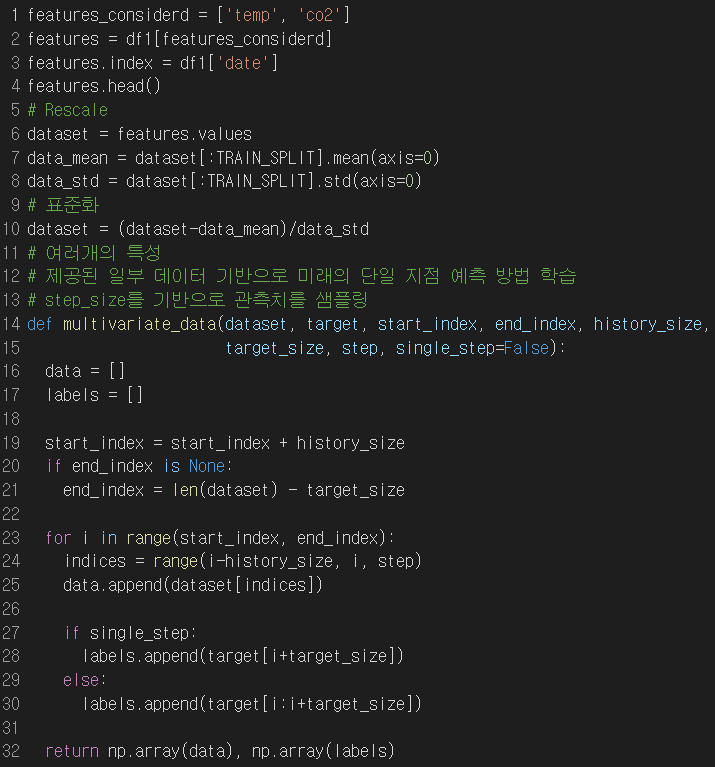 1 features_considerd = ['temp', 'co2']
2 features = df1[features_considerd]
3 features.index = df1['date']
4 features.head()
5 # Rescale
6 dataset = features.values
7 data_mean = dataset[:TRAIN_SPLIT].mean(axis=0)
8 data_std = dataset[:TRAIN_SPLIT].std(axis=0)
9 # 표준화
10 dataset = (dataset-data_mean)/data_std
11 # 여러개의 특성
12 # 제공된 일부 데이터 기반으로 미래의 단일 지점 예측 방법 학습
13 # step_size를 기반으로 관측치를 샘플링
14 def multivariate_data(dataset, target, start_index, end_index, history_size,
15                       target_size, step, single_step=False):
16   data = []
17   labels = []
18
19   start_index = start_index + history_size
20   if end_index is None:
21     end_index = len(dataset) - target_size
22
23   for i in range(start_index, end_index):
24     indices = range(i-history_size, i, step)
25     data.append(dataset[indices])
26
27     if single_step:
28       labels.append(target[i+target_size])
29     else:
30       labels.append(target[i:i+target_size])
31
32   return np.array(data), np.array(labels)